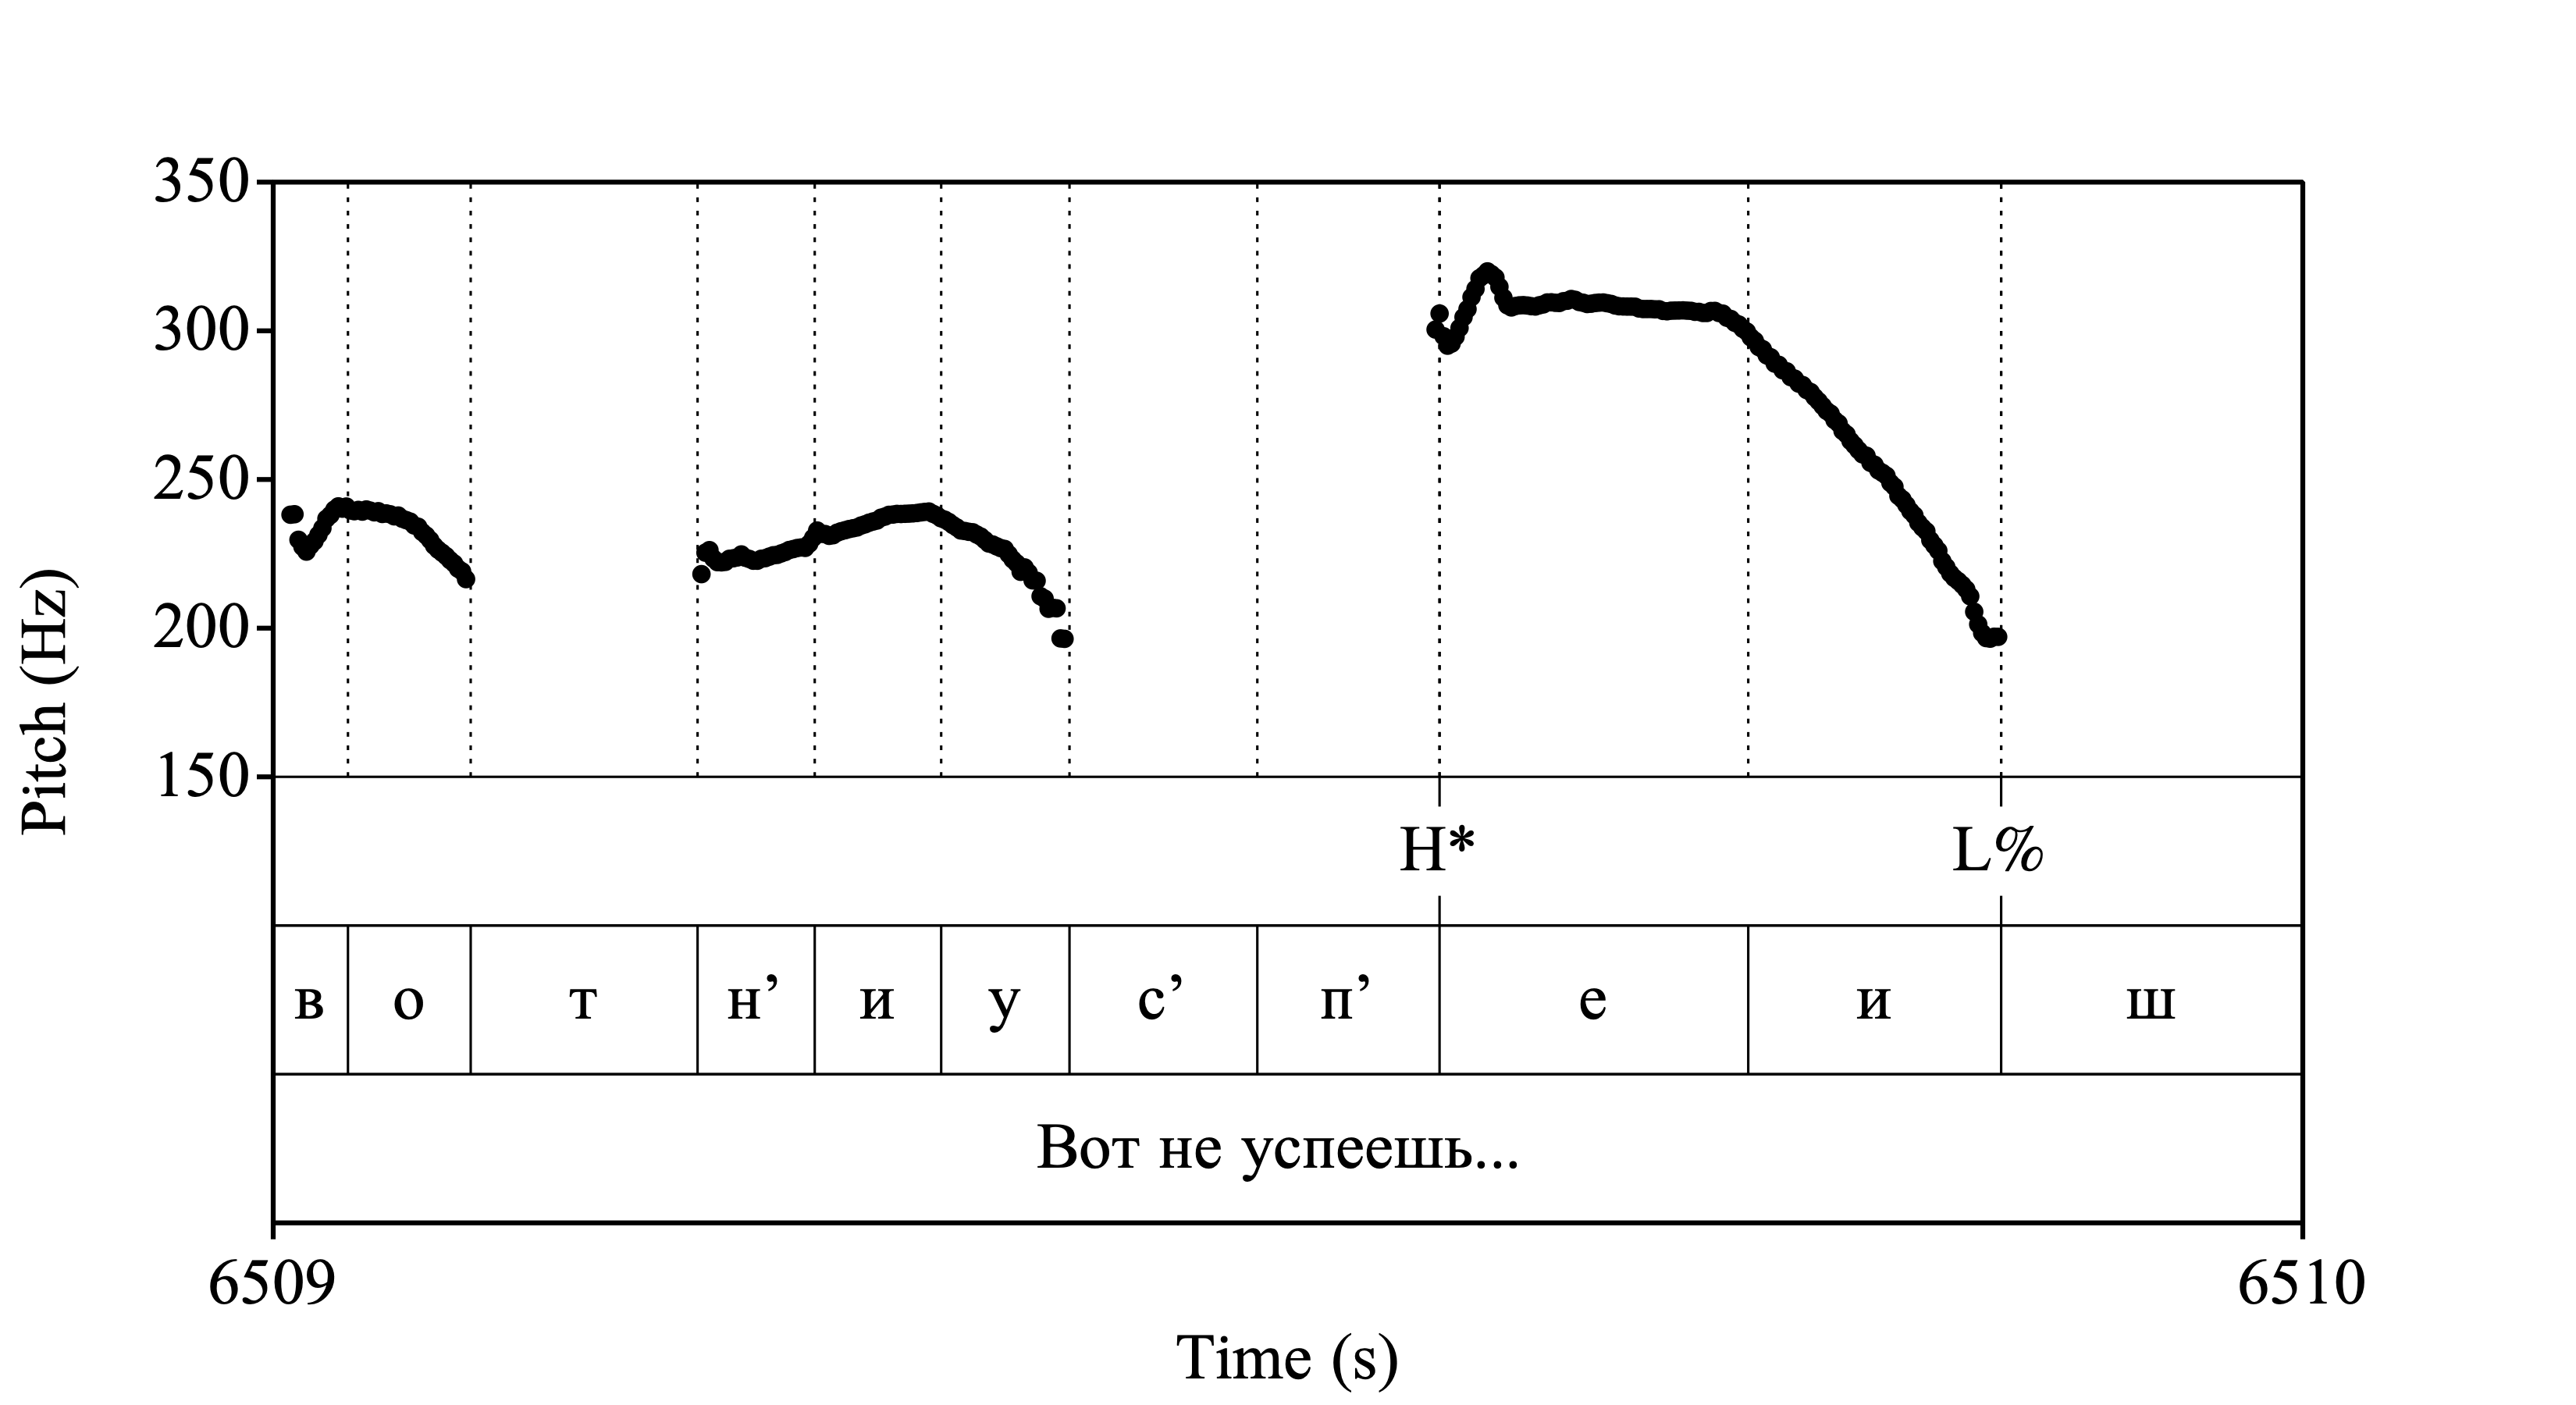 350
300
250
200
150
Pitch (Hz)
H* L%
в о т н’ и у с’ п’ е и ш
Вот не успеешь...
6509 6510
Time (s)